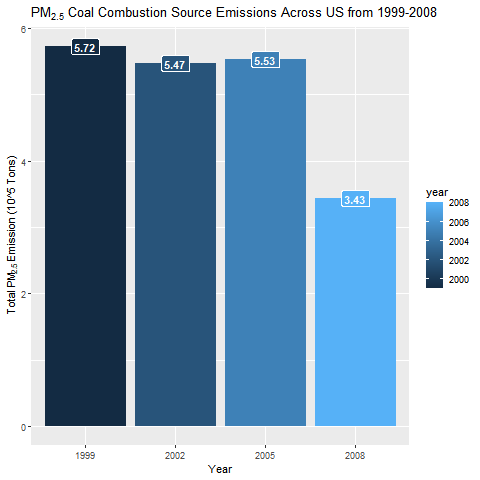 PM2.5 Coal Combustion Source Emissions Across US from 1999-2008
6
5.72
5.47
5.53
4
3.43
2
0
Total PM2.5 Emission (10^5 Tons)
1999 2002 2005 2008
Year
year
2008
2006
2004
2002
2000